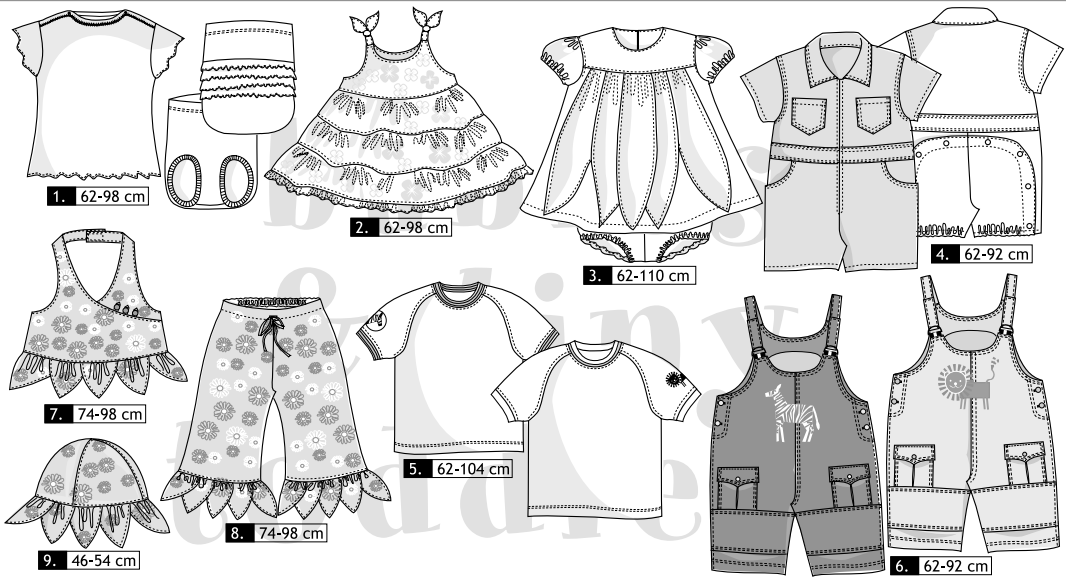 1. 62-98 cm
2. 62-98 cm
3. 62-110 cm
4. 62-92 cm
5. 62-104 cm
6. 62-92 cm
7. 74-98 cm
8. 74-98 cm
9. 46-54 cm